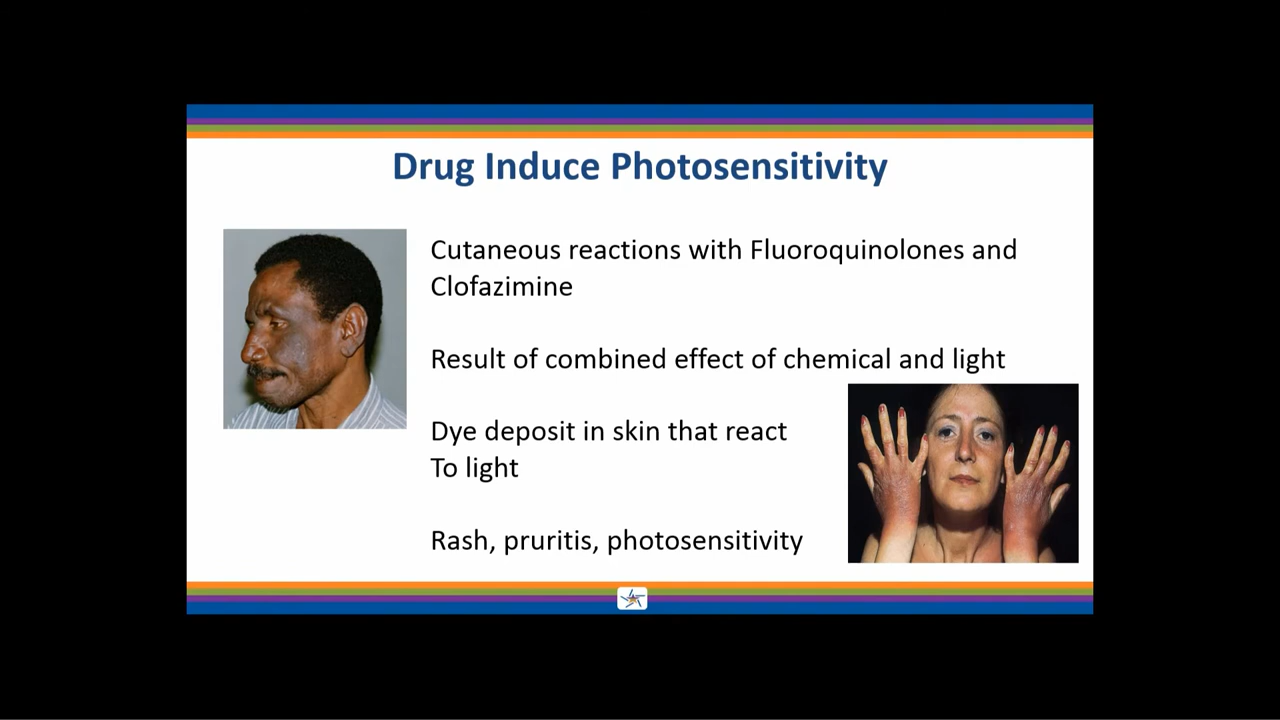 Drug Induce Photosensitivity
Cutaneous reactions with Fluoroquinolones and
Clofazimine
Result of combined effect of chemical and light
Dye deposit in skin that react
To light
Rash, pruritis, photosensitivity